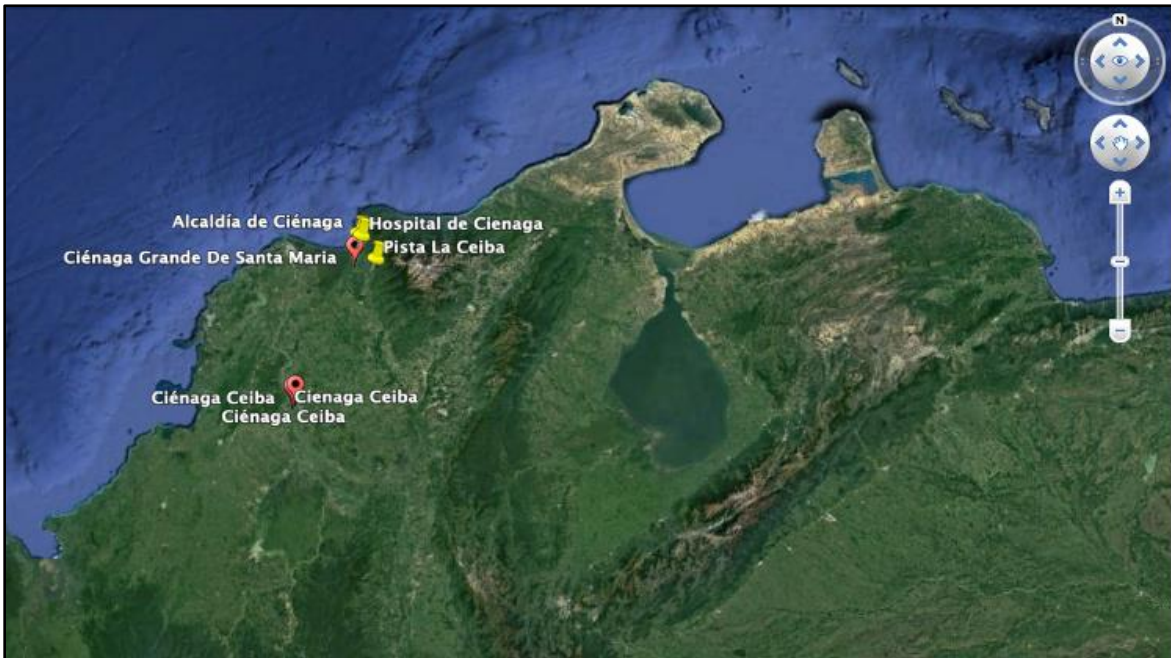 N
Alcaldía de Ciénaga
Hospital de Cienaga
Pista La Ceiba
Ciénaga Grande De Santa Maria
Ciénaga Ceiba
Cienaga Ceiba
Ciénaga Ceiba